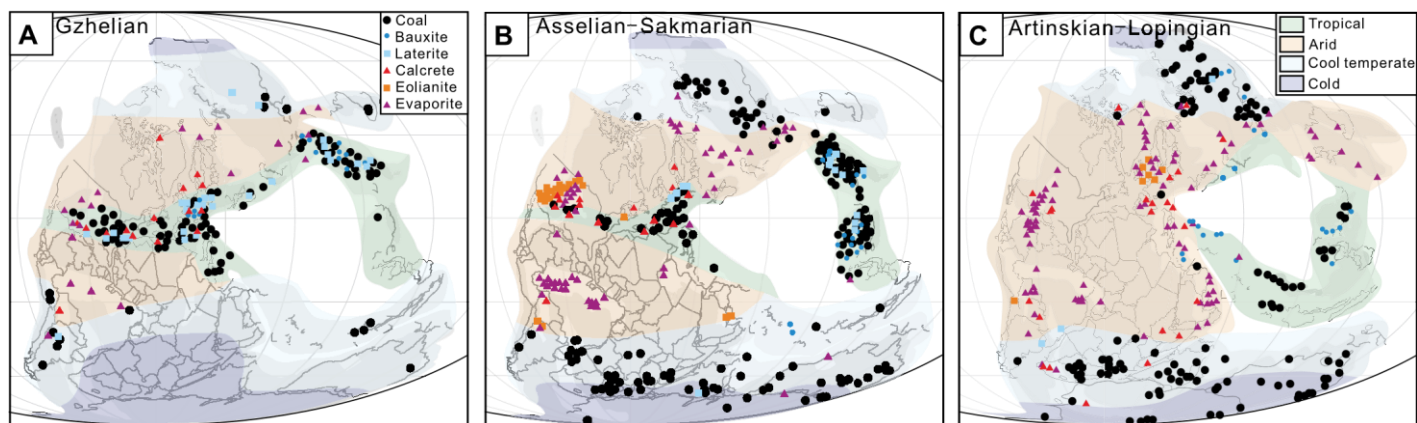 A
Gzhelian
Coal
Bauxite
Laterite
Calcrete
Eolianite
Evaporite
B
Asselian-Sakmarian
C
Artinskian-Lopingian
Tropical
Arid
Cool temperate
Cold